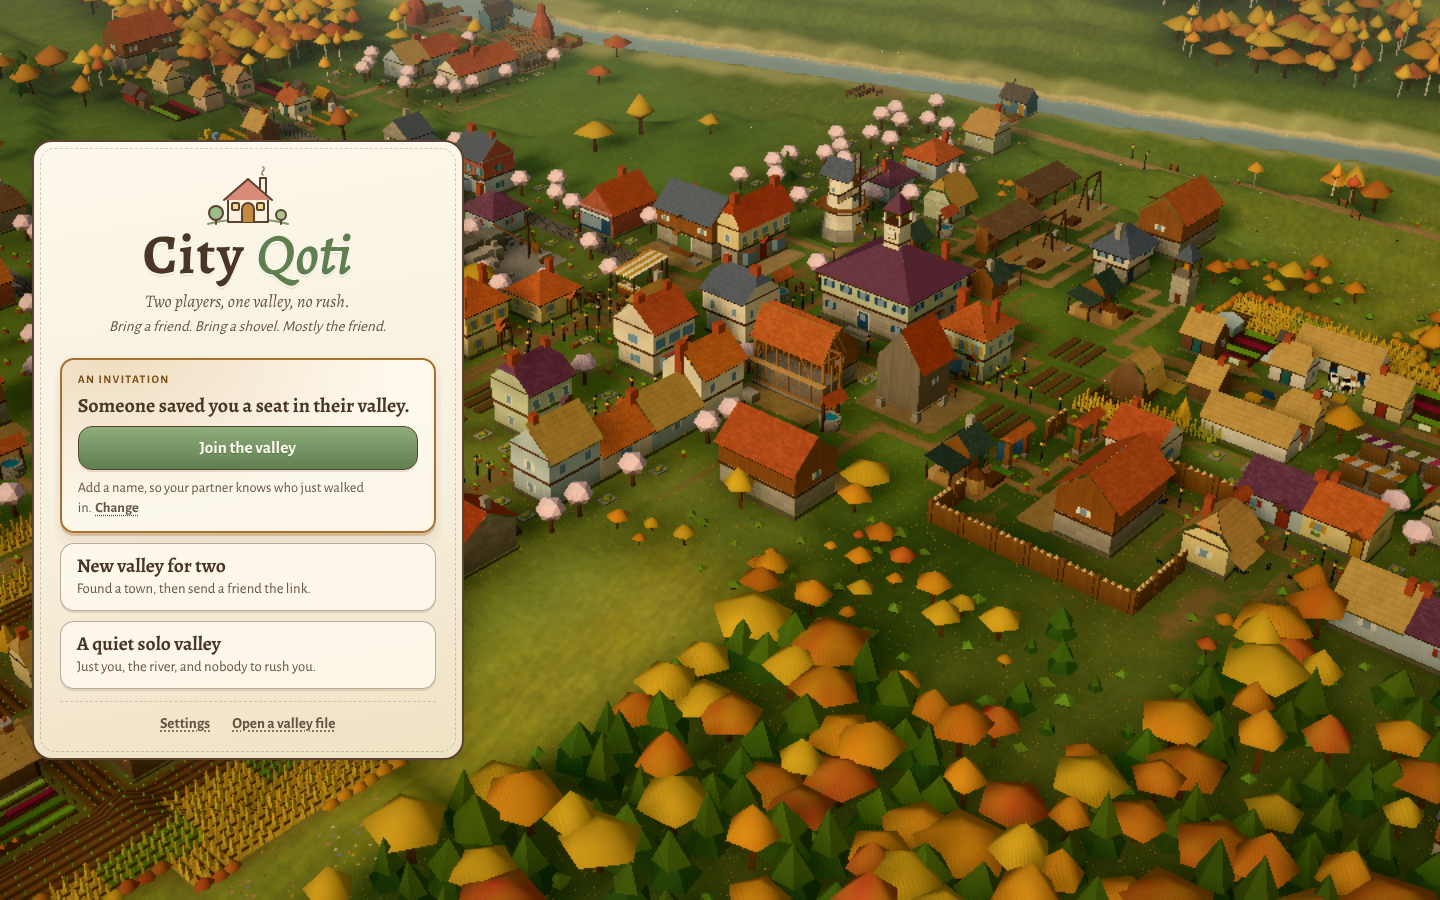 City Qoti
Two players, one valley, no rush.
Bring a friend. Bring a shovel. Mostly the friend.
AN INVITATION
Someone saved you a seat in their valley.
Join the valley
Add a name, so your partner knows who just walked
in. Change
New valley for two
Found a town, then send a friend the link.
A quiet solo valley
Just you, the river, and nobody to rush you.
Settings Open a valley file